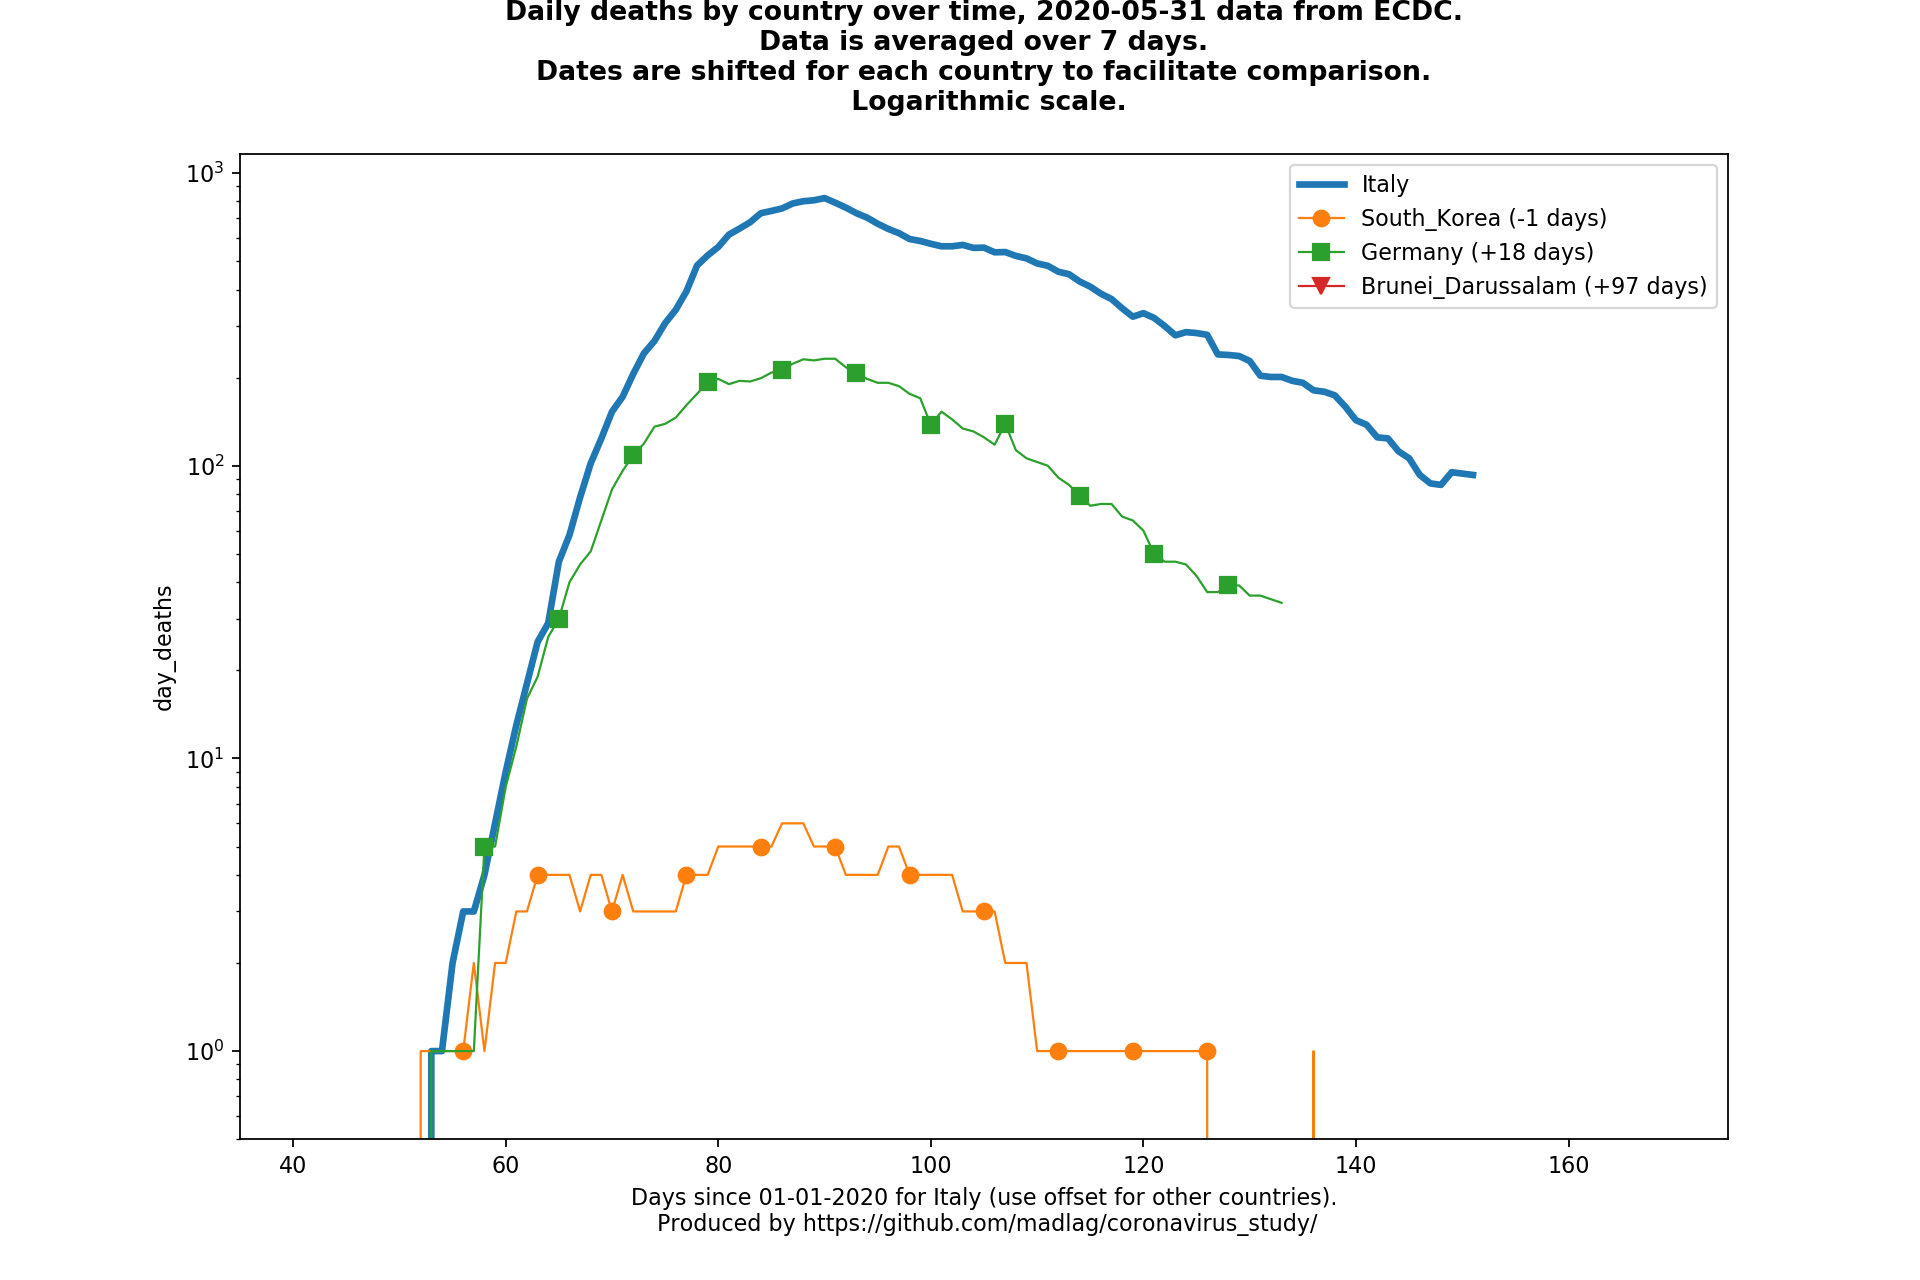 Daily deaths by country over time, 2020-05-31 data from ECDC.
Data is averaged over 7 days.
Dates are shifted for each country to facilitate comparison.
Logarithmic scale.
10³
10²
10¹
10⁰
day_deaths
Italy
South_Korea (-1 days)
Germany (+18 days)
Brunei_Darussalam (+97 days)
40 60 80 100 120 140 160
Days since 01-01-2020 for Italy (use offset for other countries).
Produced by https://github.com/madlag/coronavirus_study/